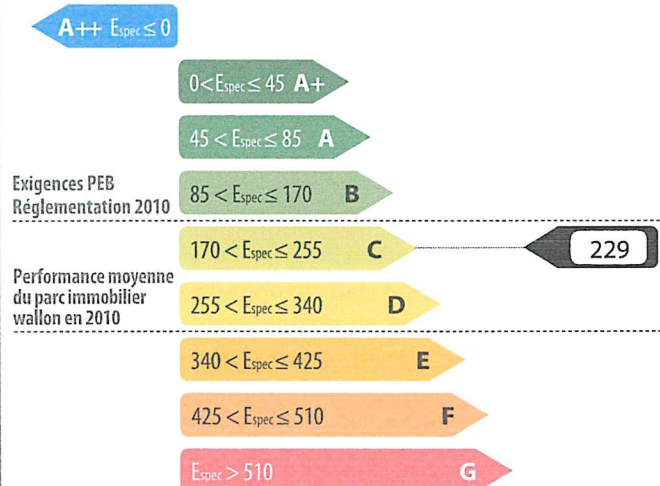 A++ Espec ≤ 0
0 < Espec ≤ 45 A+
45 < Espec ≤ 85 A
Exigences PEB
Réglementation 2010
85 < Espec ≤ 170 B
170 < Espec ≤ 255 C
229
Performance moyenne
du parc immobilier
wallon en 2010
255 < Espec ≤ 340 D
340 < Espec ≤ 425 E
425 < Espec ≤ 510 F
Espec > 510 G